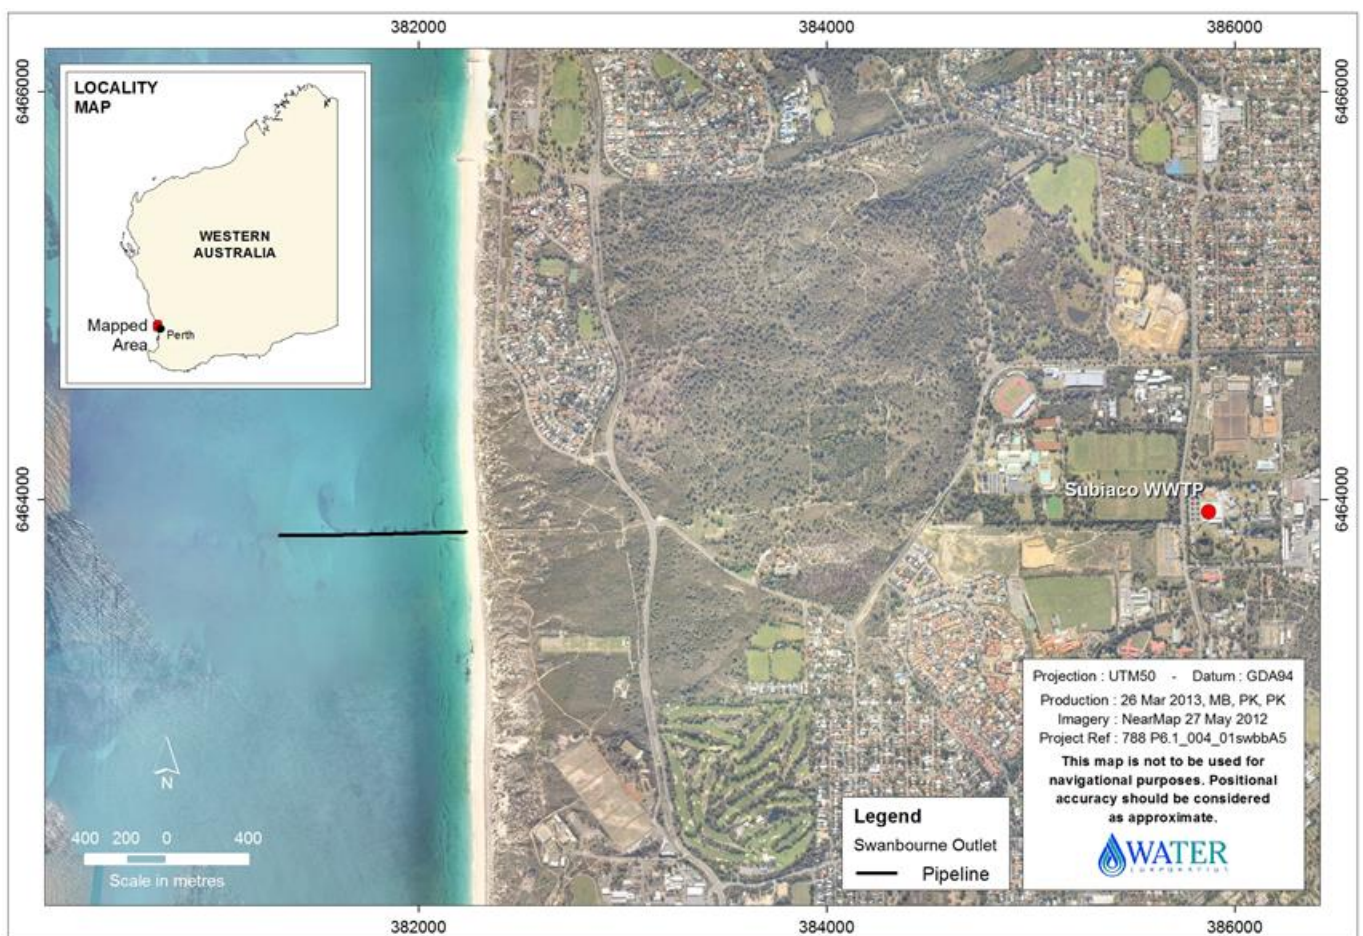 382000
384000
386000
6466000
6466000
LOCALITY
MAP
WESTERN
AUSTRALIA
Mapped
Area
Perth
6464000
6464000
Subiaco WWTP
N
400 200 0 400
Scale in metres
Legend
Swanbourne Outlet
Pipeline
Projection : UTM50 - Datum : GDA94
Production : 26 Mar 2013, MB, PK, PK
Imagery : NearMap 27 May 2012
Project Ref : 788 P6.1_004_01swbbA5
This map is not to be used for
navigational purposes. Positional
accuracy should be considered
as approximate.
WATER
CORPORATION
382000
384000
386000